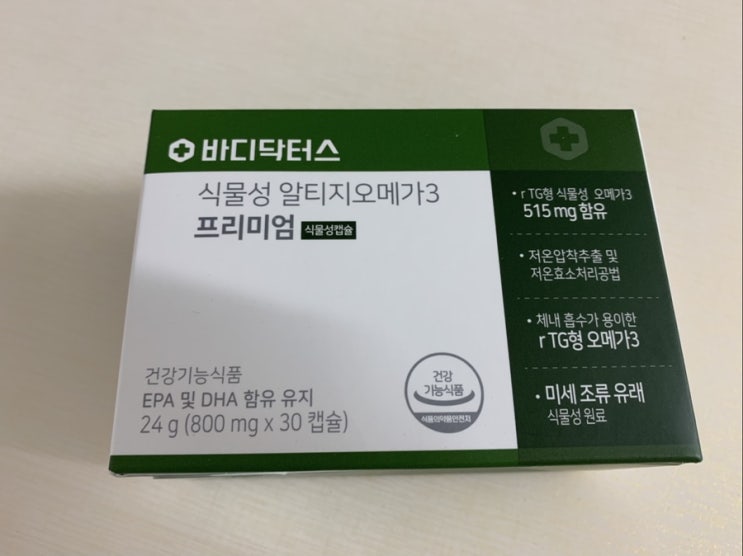 바디닥터스
식물성 알티지오메가3
프리미엄 식물성캡슐
건강기능식품
EPA 및 DHA 함유 유지
24 g (800 mg x 30 캡슐)
건강
기능식품
식품의약품안전처
• r TG형 식물성 오메가3
515 mg 함유
• 저온압착추출 및
저온효소처리공법
• 체내 흡수가 용이한
r TG형 오메가3
• 미세 조류 유래
식물성 원료